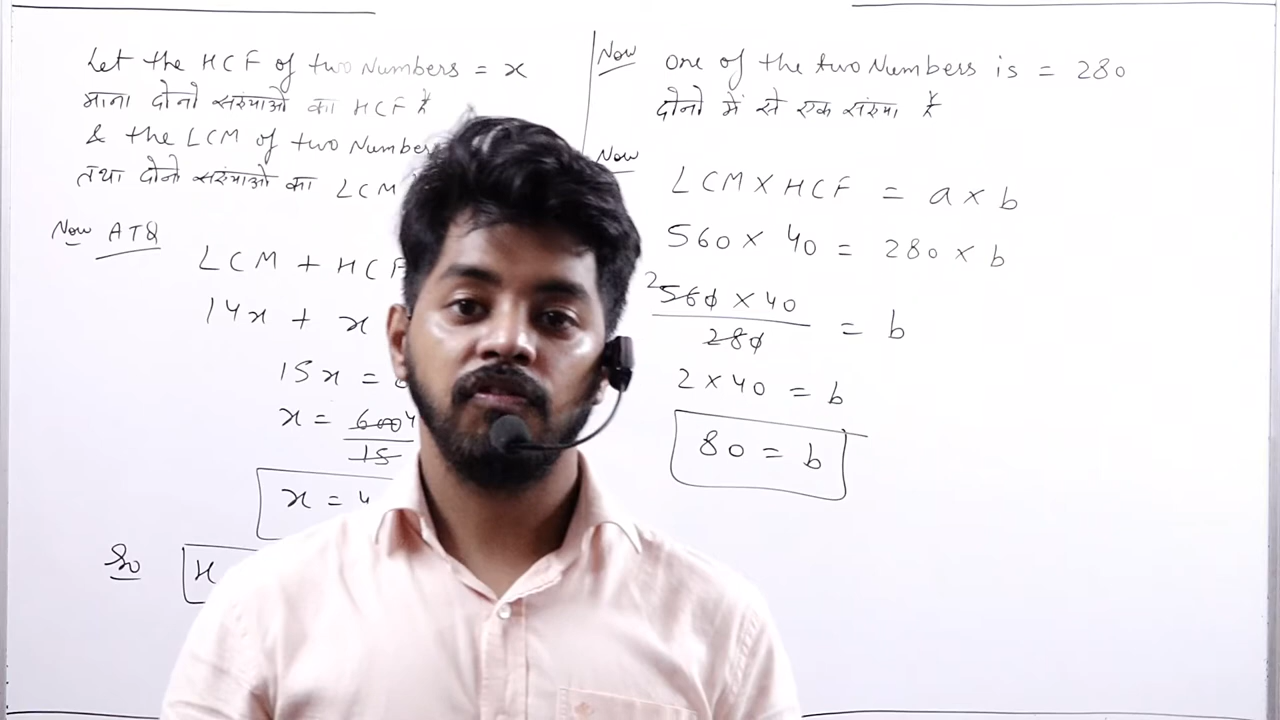 Let the HCF of two Numbers = x
माना दोनो संख्याओ का HCF है
& the LCM of two Number
तथा दोनो संख्याओ का LCM
Now ATQ
LCM + HCF
14x + x
15x =
x = 600 4
15
x = 4
So H
Now One of the two Numbers is = 280
दोनो में से एक संख्या है
Now
LCM X HCF = a x b
560 x 40 = 280 x b
2 560 x 40
280
= b
2 x 40 = b
80 = b